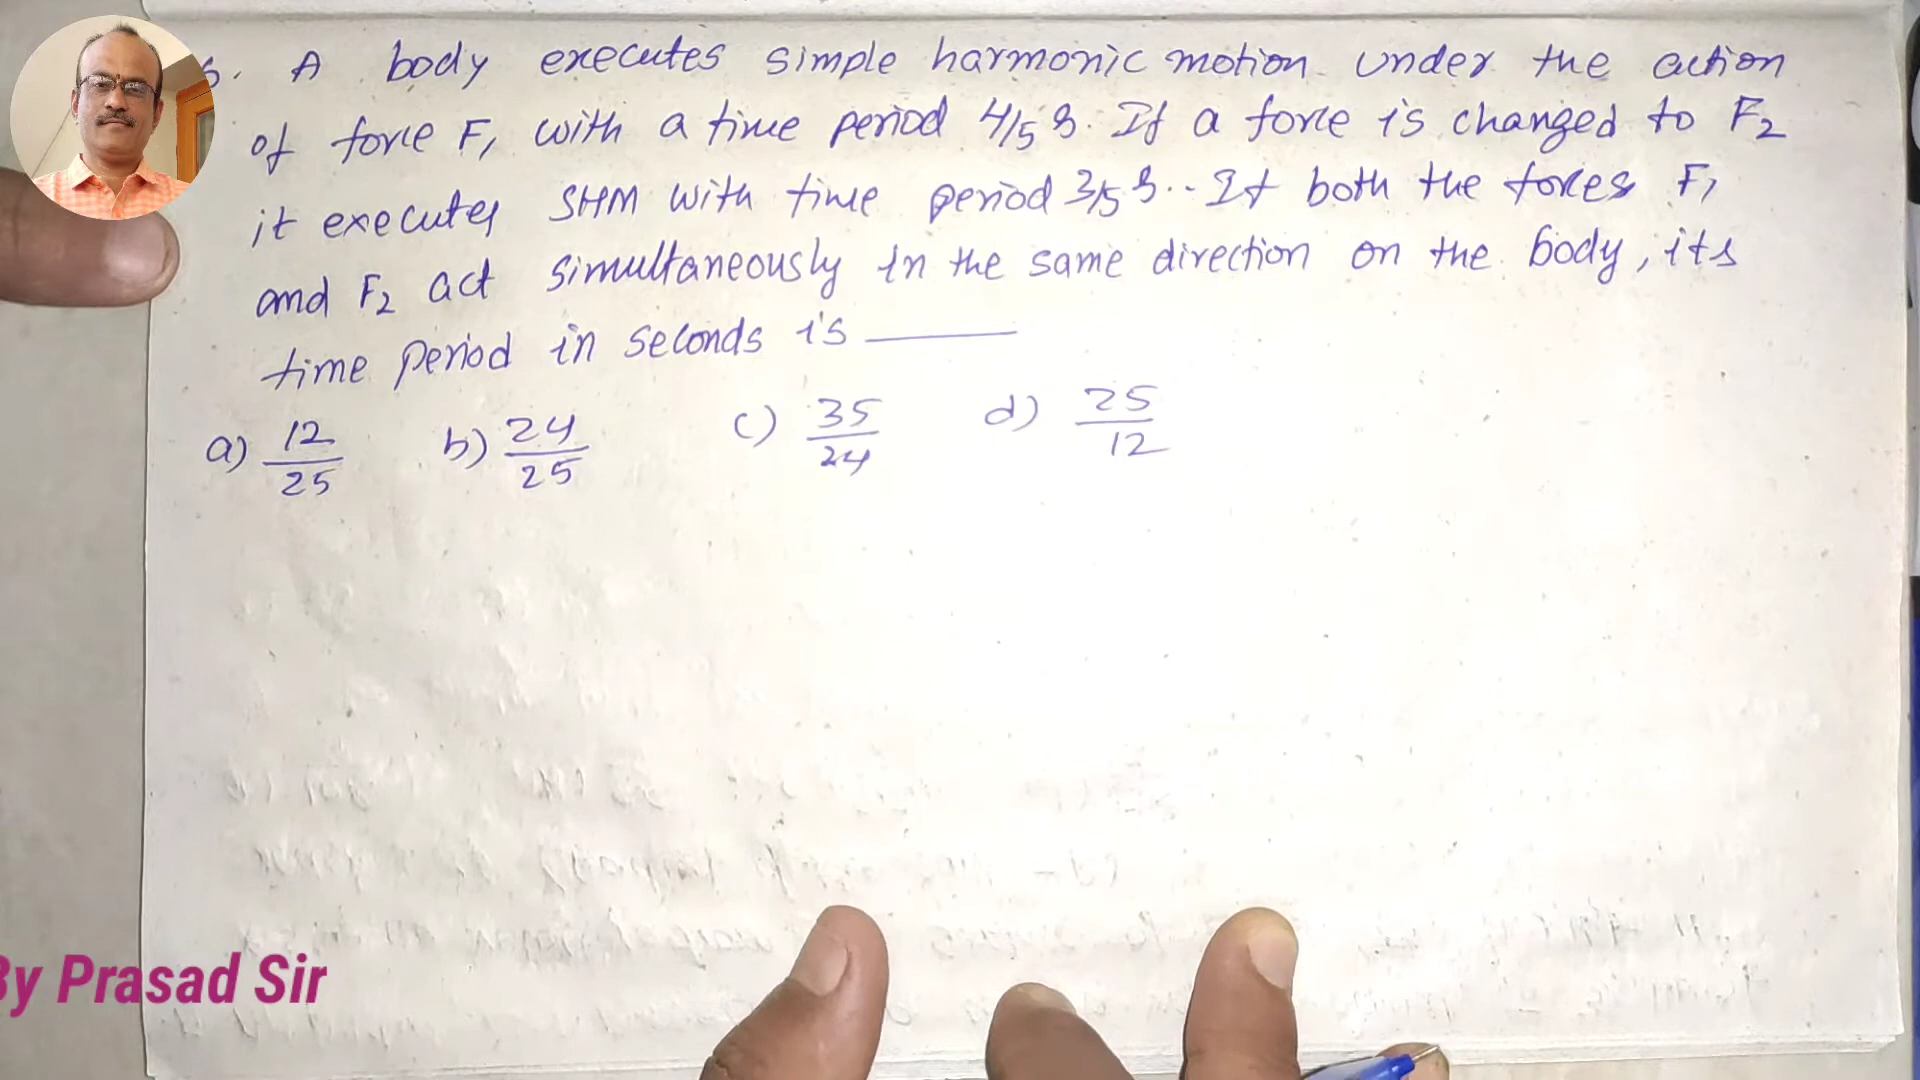 6. A body executes simple harmonic motion under the action
of force F1 with a time period 4/5 s. If a force is changed to F2
it executes SHM with time period 3/5 s.. If both the forces F1
and F2 act simultaneously in the same direction on the body, its
time period in seconds is ______
a) 12/25 b) 24/25 c) 35/24 d) 25/12
By Prasad Sir